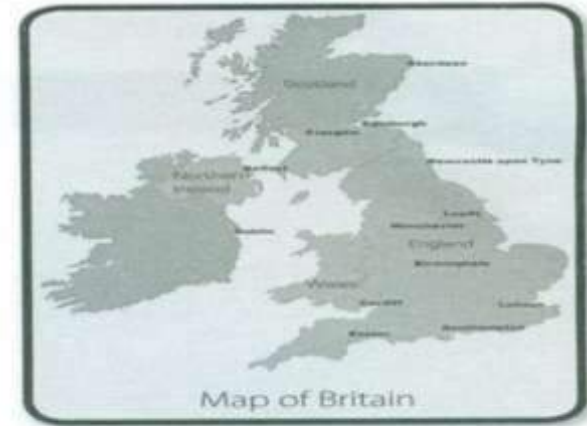 Aberdeen
Scotland
Edinburgh
Glasgow
Newcastle upon Tyne
Belfast
Northern
Ireland
Leeds
Manchester
Dublin
England
Birmingham
Wales
Cardiff
London
Southampton
Exeter
Map of Britain